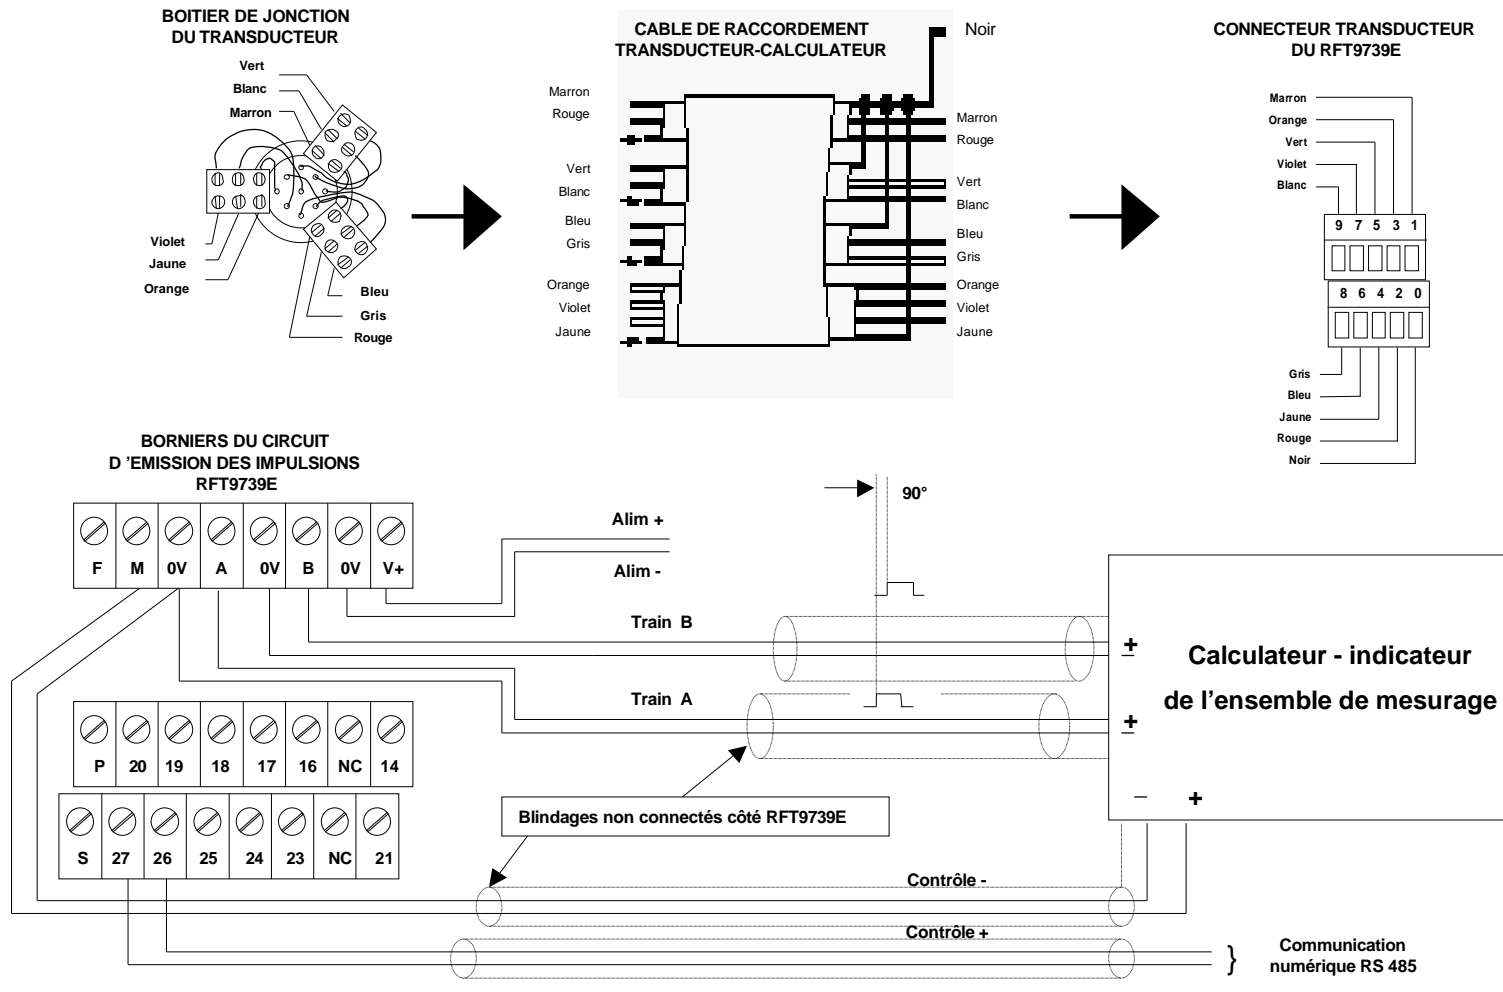 BOITIER DE JONCTION
DU TRANSDUCTEUR
Vert
Blanc
Marron
Violet
Jaune
Orange
Bleu
Gris
Rouge
CABLE DE RACCORDEMENT
TRANSDUCTEUR-CALCULATEUR
Noir
Marron
Rouge
Vert
Blanc
Bleu
Gris
Orange
Violet
Jaune
Marron
Rouge
Vert
Blanc
Bleu
Gris
Orange
Violet
Jaune
CONNECTEUR TRANSDUCTEUR
DU RFT9739E
Marron
Orange
Vert
Violet
Blanc
9 7 5 3 1
8 6 4 2 0
Gris
Bleu
Jaune
Rouge
Noir
BORNIERS DU CIRCUIT
D ’EMISSION DES IMPULSIONS
RFT9739E
F M 0V A 0V B 0V V+
Alim +
Alim -
90°
Train B
Train A
+
–
+
–
Calculateur - indicateur
de l’ensemble de mesurage
– +
P 20 19 18 17 16 NC 14
S 27 26 25 24 23 NC 21
Blindages non connectés côté RFT9739E
Contrôle -
Contrôle +
}
Communication
numérique RS 485